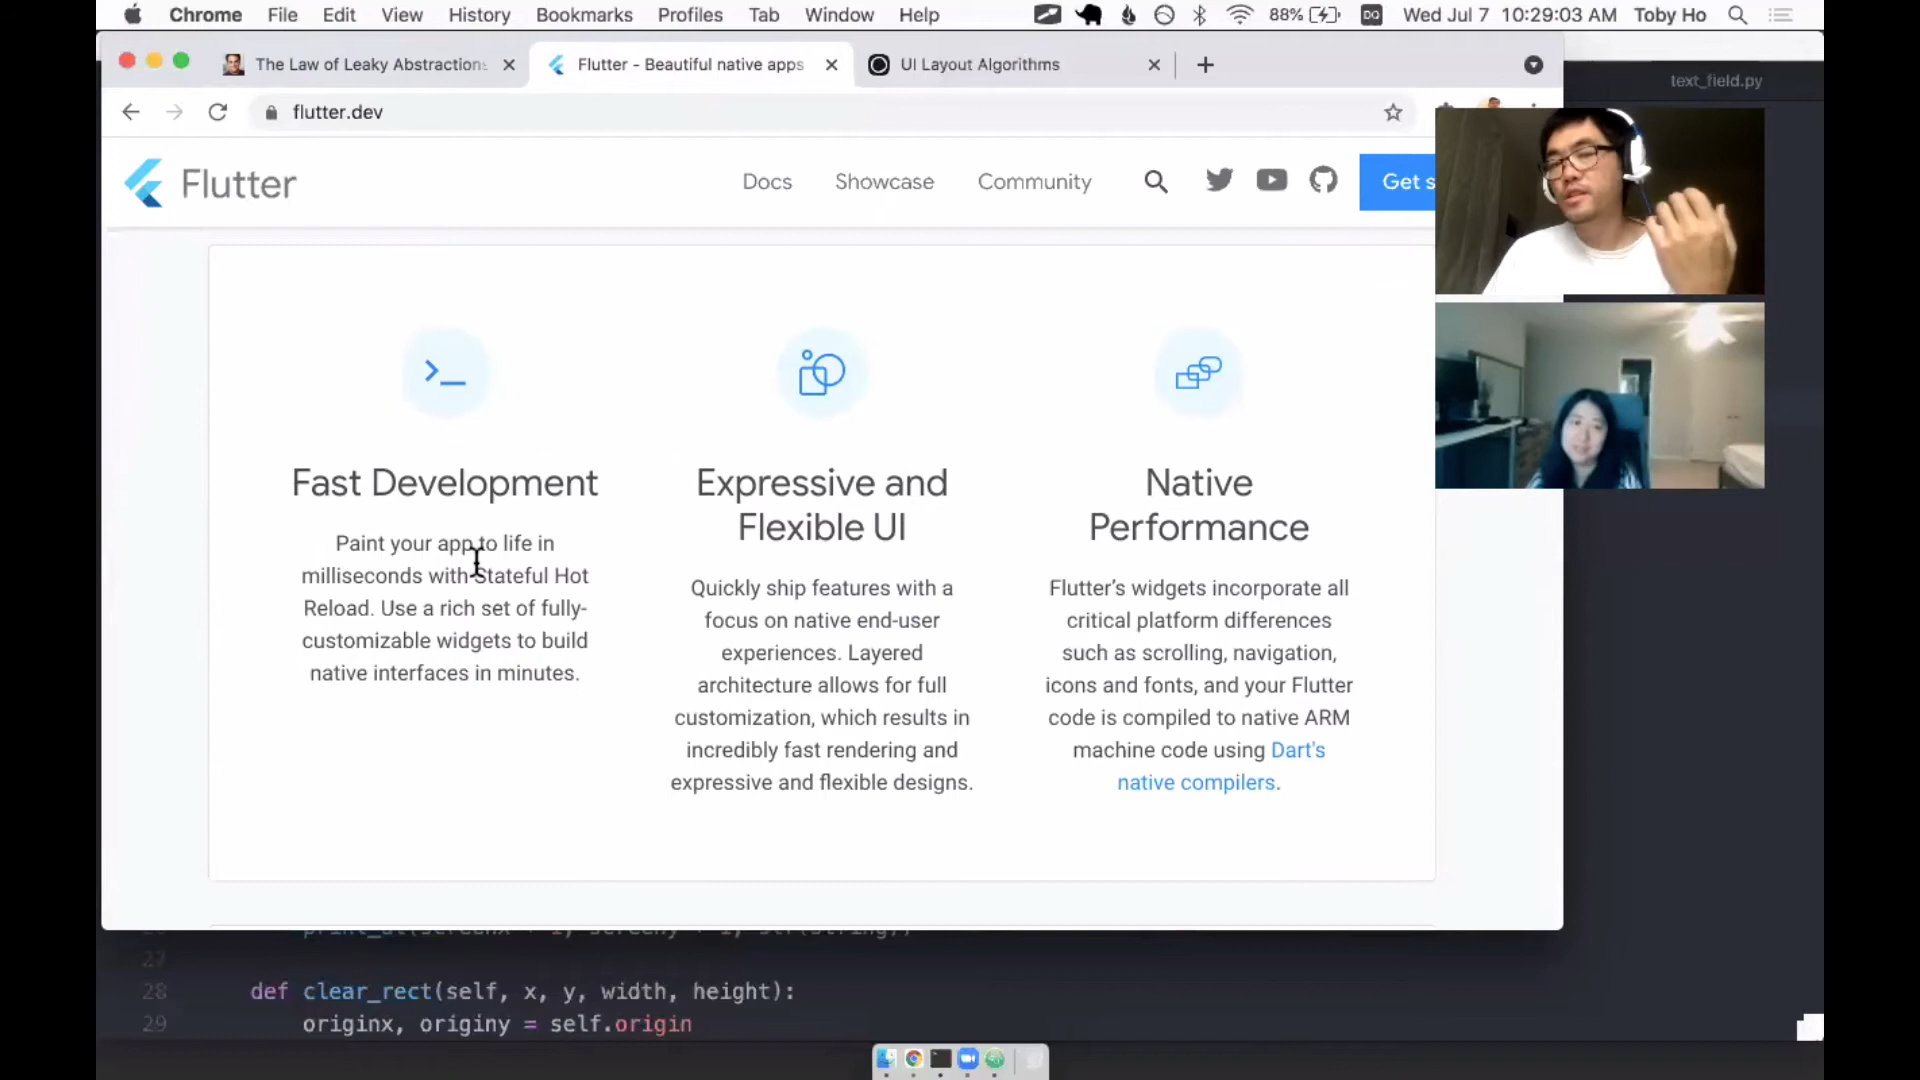 Chrome File Edit View History Bookmarks Profiles Tab Window Help 88% DQ Wed Jul 7 10:29:03 AM Toby Ho
The Law of Leaky Abstractions Flutter - Beautiful native apps UI Layout Algorithms
text_field.py
flutter.dev
Flutter Docs Showcase Community Get s
Fast Development
Paint your app to life in
milliseconds with Stateful Hot
Reload. Use a rich set of fully-
customizable widgets to build
native interfaces in minutes.
Expressive and
Flexible UI
Quickly ship features with a
focus on native end-user
experiences. Layered
architecture allows for full
customization, which results in
incredibly fast rendering and
expressive and flexible designs.
Native
Performance
Flutter’s widgets incorporate all
critical platform differences
such as scrolling, navigation,
icons and fonts, and your Flutter
code is compiled to native ARM
machine code using Dart's
native compilers.
27
28 def clear_rect(self, x, y, width, height):
29 originx, originy = self.origin